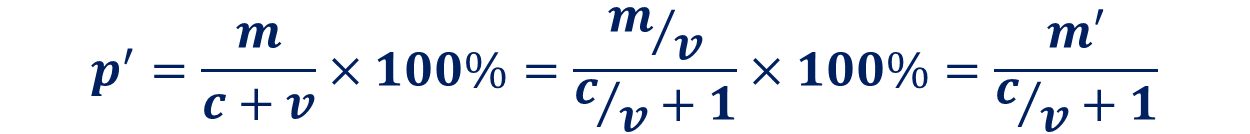 p′ = m/(c + v) × 100% = (m/v)/(c/v + 1) × 100% = m′/(c/v + 1)